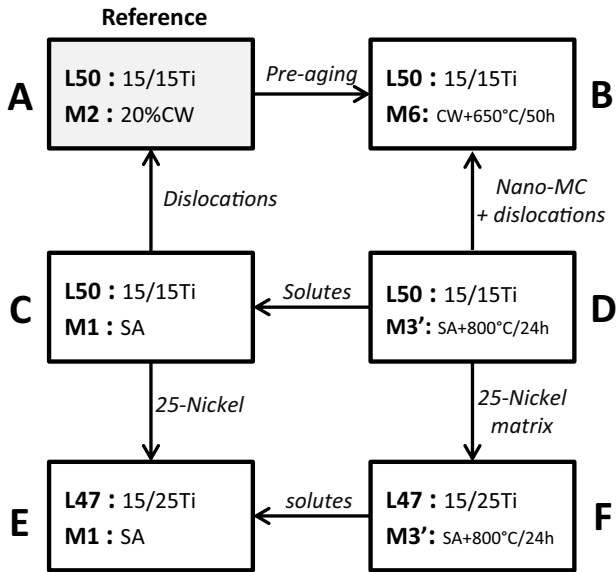 Reference
A
L50 : 15/15Ti
M2 : 20%CW
Pre-aging
L50 : 15/15Ti
M6: CW+650°C/50h
B
Dislocations
Nano-MC
+ dislocations
C
L50 : 15/15Ti
M1 : SA
Solutes
L50 : 15/15Ti
M3’: SA+800°C/24h
D
25-Nickel
25-Nickel
matrix
E
L47 : 15/25Ti
M1 : SA
solutes
L47 : 15/25Ti
M3’: SA+800°C/24h
F